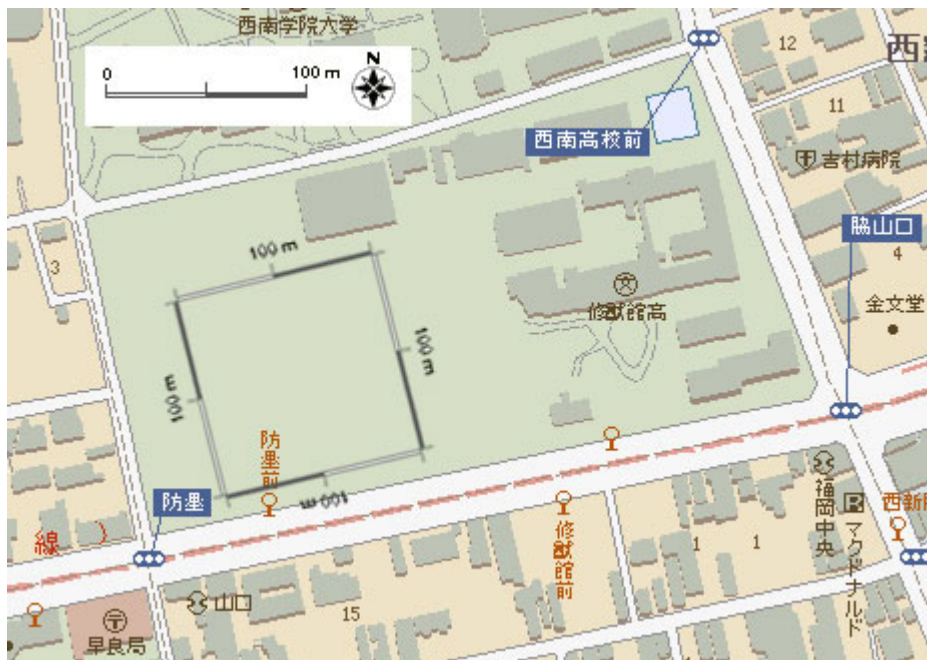 西南学院大学
N
0
100 m
12
西新
11
西南高校前
吉村病院
脇山口
3
4
100 m
修猷館高
金文堂
100 m
100 m
防塁前
100 m
防塁
福岡中央
西新
線
)
修猷館前
1
1
マクドナルド
山口
15
早良局